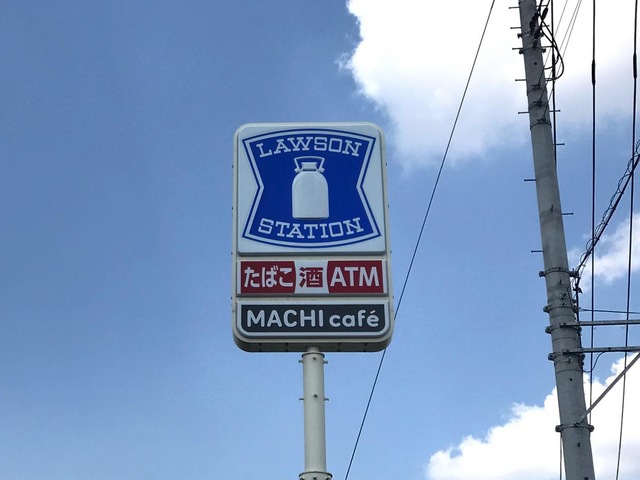 LAWSON
STATION
たばこ 酒 ATM
MACHI café